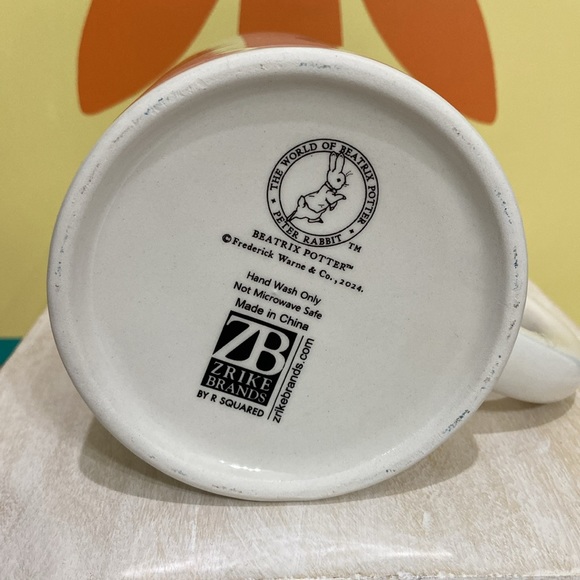 ★ THE WORLD OF BEATRIX POTTER ★
PETER RABBIT ™
BEATRIX POTTER™
©Frederick Warne & Co., 2024.
Hand Wash Only
Not Microwave Safe
Made in China
ZB
ZRIKE
BRANDS
BY R SQUARED
zrikebrands.com